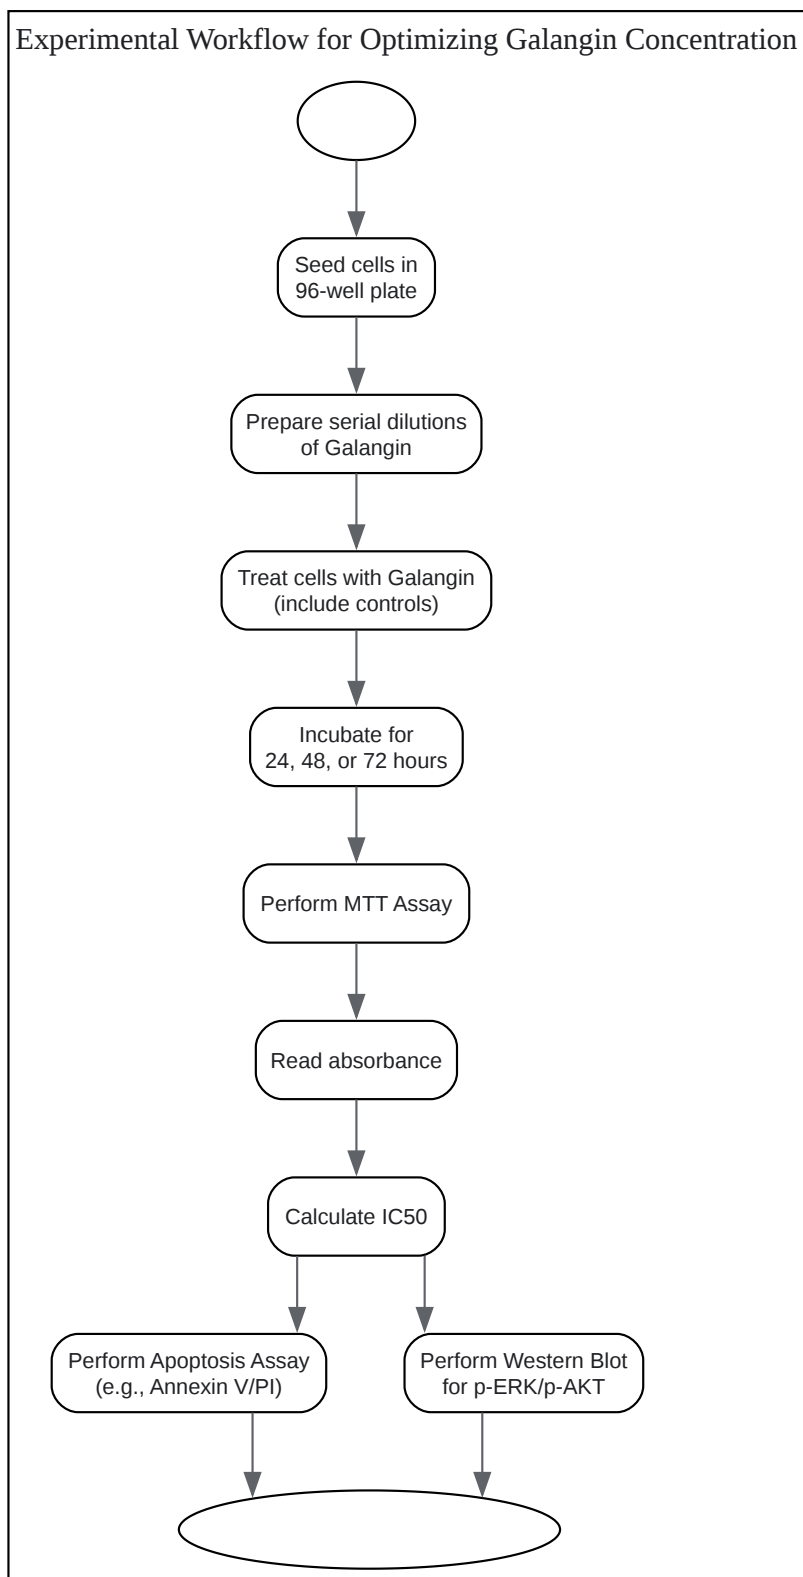 Experimental Workflow for Optimizing Galangin Concentration
Seed cells in
96-well plate
Prepare serial dilutions
of Galangin
Treat cells with Galangin
(include controls)
Incubate for
24, 48, or 72 hours
Perform MTT Assay
Read absorbance
Calculate IC50
Perform Apoptosis Assay
(e.g., Annexin V/PI)
Perform Western Blot
for p-ERK/p-AKT